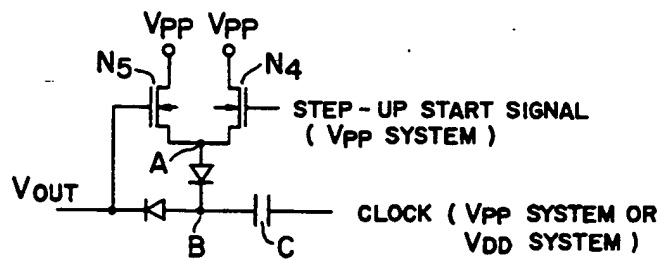 VPP VPP
N5 N4
STEP-UP START SIGNAL
( VPP SYSTEM )
A
VOUT
CLOCK ( VPP SYSTEM OR
B C VDD SYSTEM )